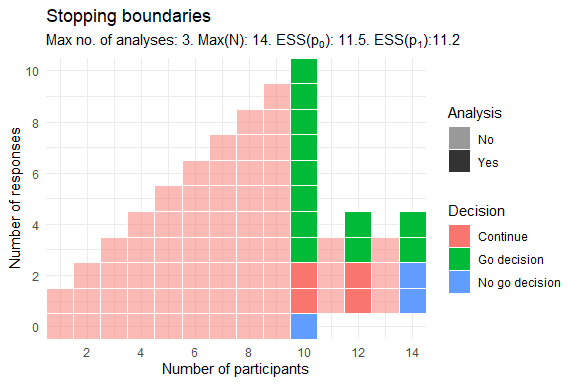 Stopping boundaries
Max no. of analyses: 3. Max(N): 14. ESS(p₀): 11.5. ESS(p₁):11.2
Number of responses
10
8
6
4
2
0
2 4 6 8 10 12 14
Number of participants
Analysis
No
Yes
Decision
Continue
Go decision
No go decision